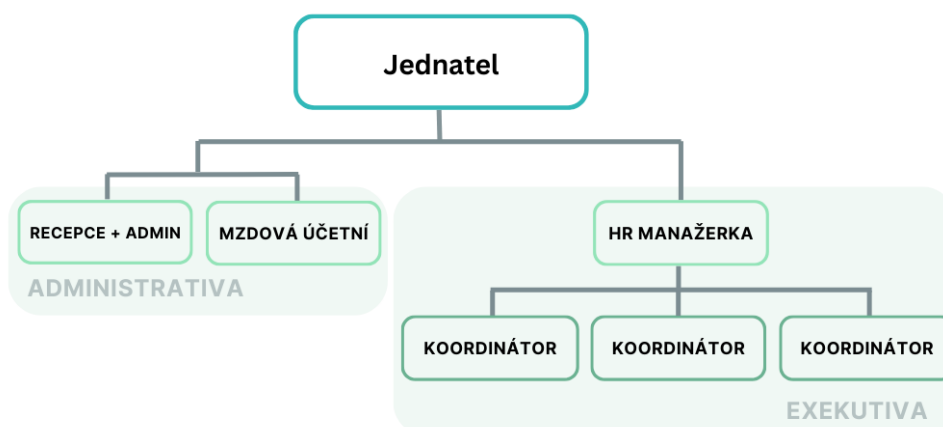 Jednatel
RECEPCE + ADMIN
MZDOVÁ ÚČETNÍ
HR MANAŽERKA
ADMINISTRATIVA
KOORDINÁTOR
KOORDINÁTOR
KOORDINÁTOR
EXEKUTIVA